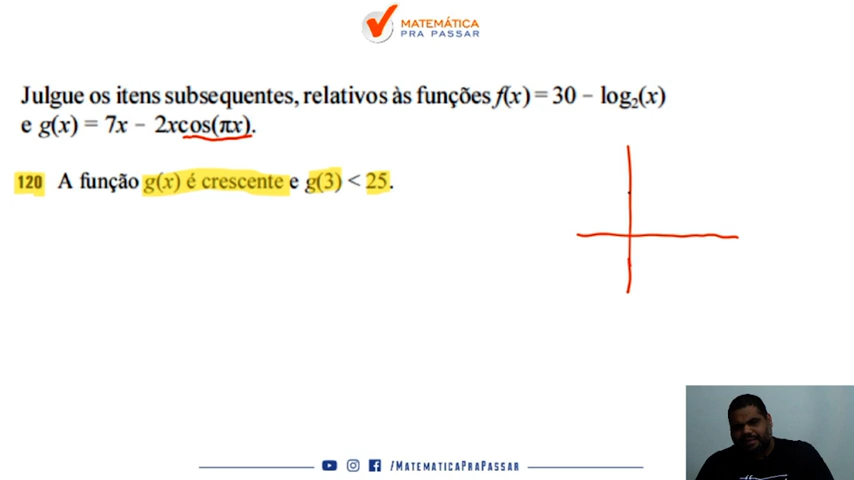 MATEMÁTICA
PRA PASSAR
Julgue os itens subsequentes, relativos às funções f(x) = 30 − log₂(x)
e g(x) = 7x − 2xcos(πx).
120 A função g(x) é crescente e g(3) < 25.
/MATEMATICAPRAPASSAR